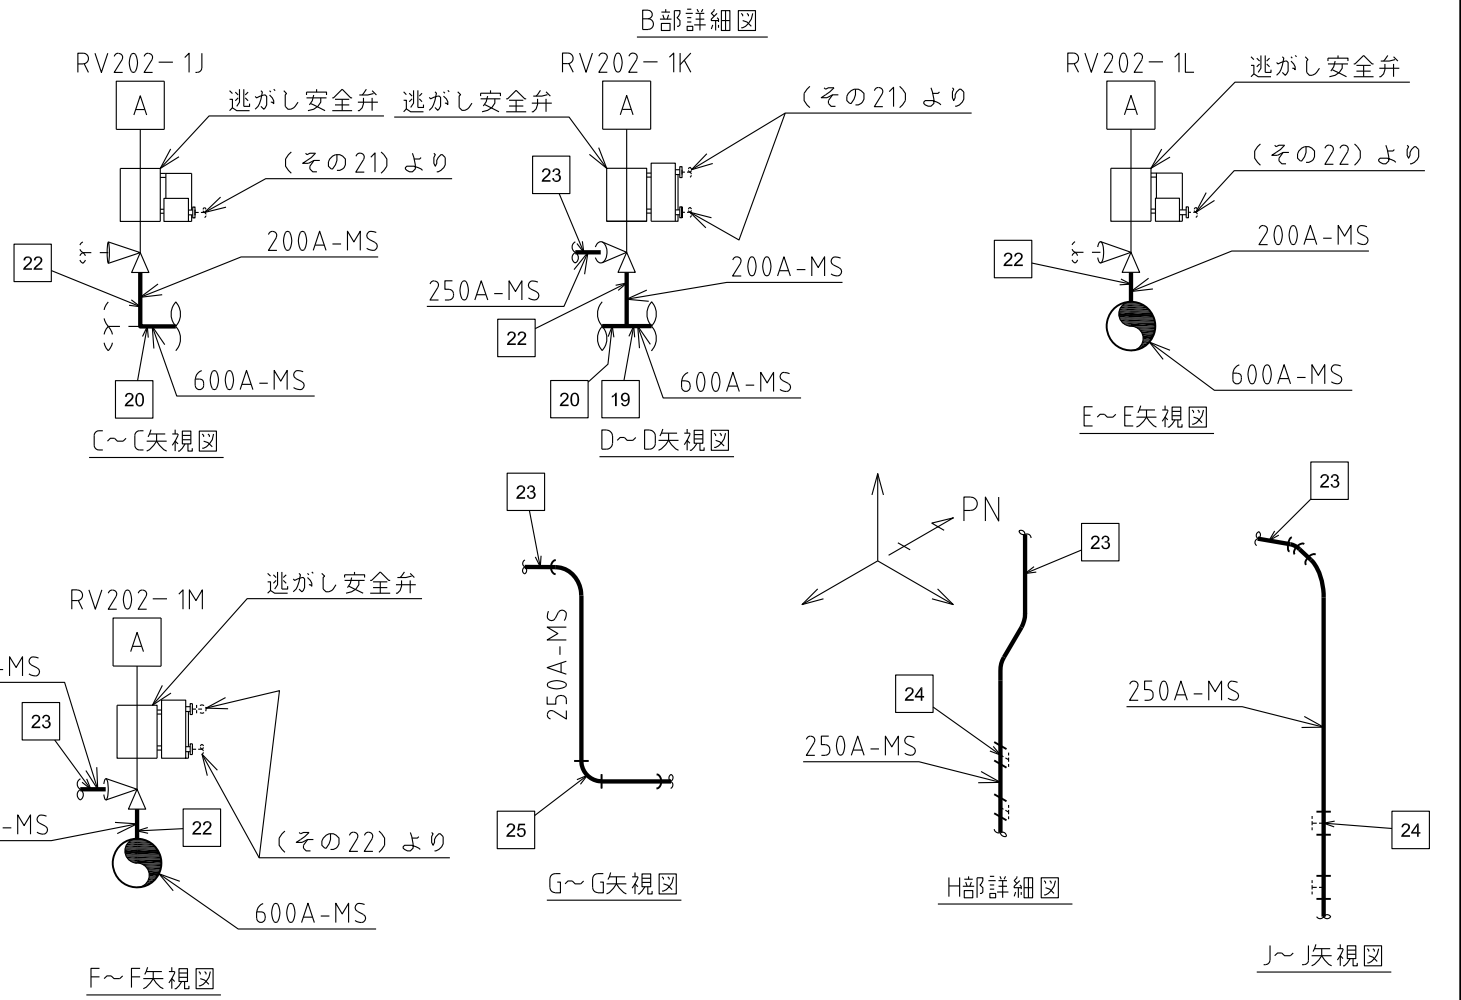 B部詳細図
RV202-1J
A
逃がし安全弁
(その21)より
200A-MS
22
600A-MS
20
C~C矢視図
RV202-1K
A
逃がし安全弁
(その21)より
23
250A-MS
200A-MS
22
600A-MS
20
19
D~D矢視図
RV202-1L
A
逃がし安全弁
(その22)より
200A-MS
22
600A-MS
E~E矢視図
RV202-1M
A
逃がし安全弁
-MS
23
-MS
22
(その22)より
600A-MS
F~F矢視図
23
250A-MS
25
G~G矢視図
PN
23
24
250A-MS
H部詳細図
23
250A-MS
24
J~J矢視図